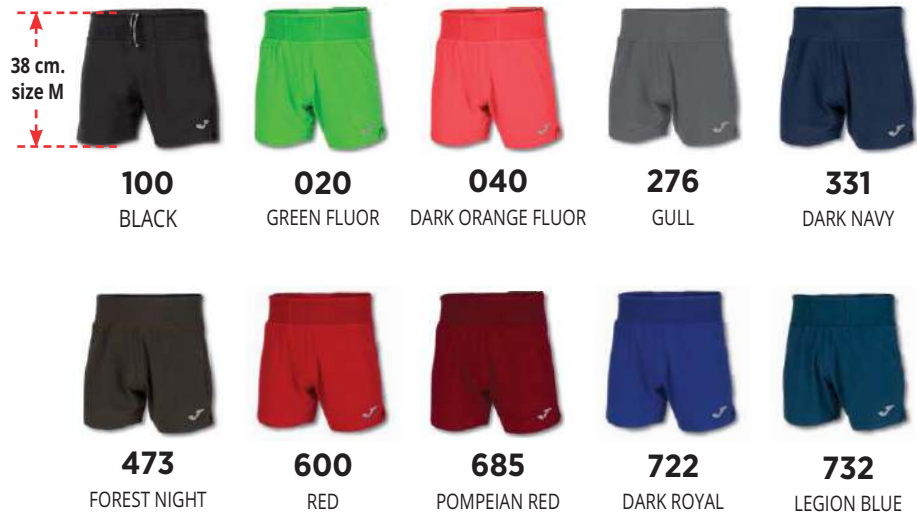 38 cm.
size M
100
BLACK
020
GREEN FLUOR
040
DARK ORANGE FLUOR
276
GULL
331
DARK NAVY
473
FOREST NIGHT
600
RED
685
POMPEIAN RED
722
DARK ROYAL
732
LEGION BLUE